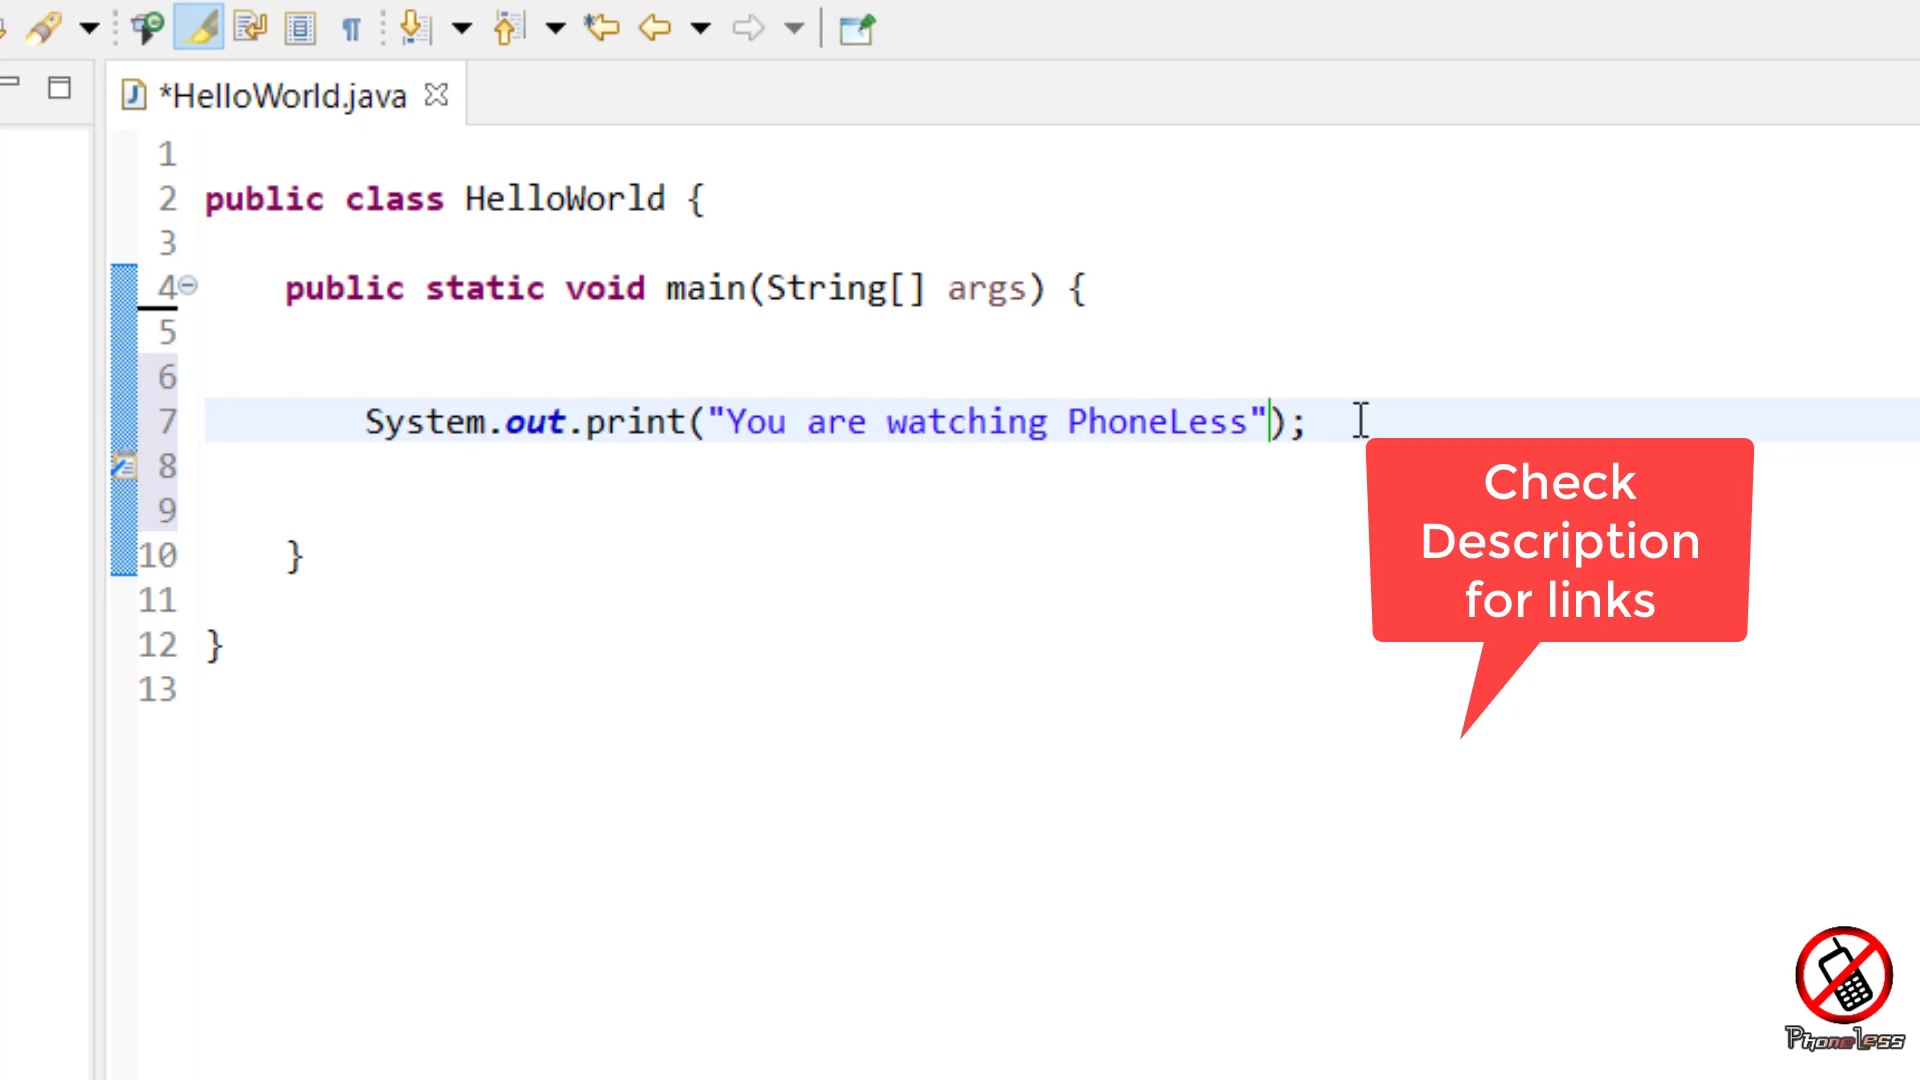 *HelloWorld.java
1
2 public class HelloWorld {
3
4 public static void main(String[] args) {
5
6
7 System.out.print("You are watching PhoneLess");
8
9
10 }
11
12 }
13
Check
Description
for links
PhoneLess